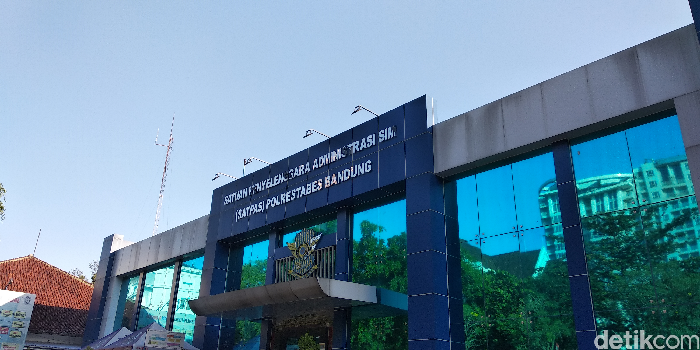 SATUAN PENYELENGGARA ADMINISTRASI SIM
(SATPAS) POLRESTABES BANDUNG
detikcom